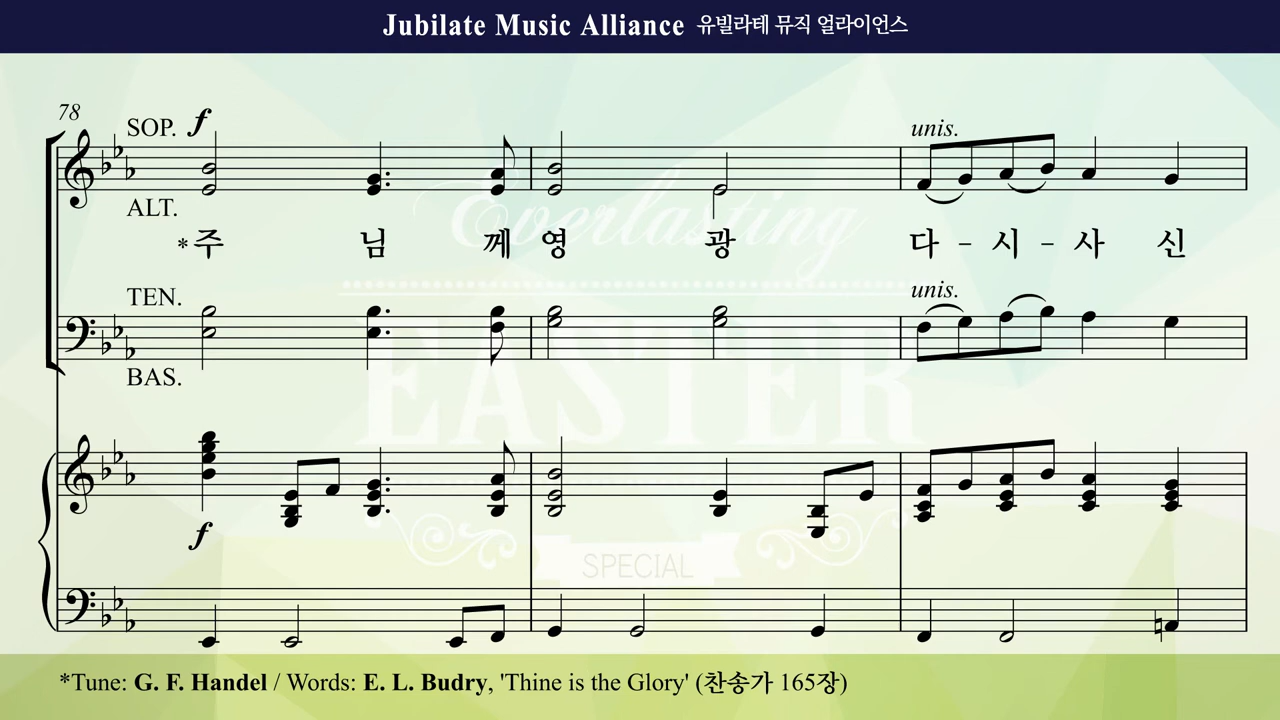 Jubilate Music Alliance 유빌라테 뮤직 얼라이언스
78
SOP. f
unis.
ALT.
*주 님 께 영 광 다 - 시 - 사 신
Everlasting
TEN.
unis.
EASTER
BAS.
f
SPECIAL
*Tune: G. F. Handel / Words: E. L. Budry, 'Thine is the Glory' (찬송가 165장)